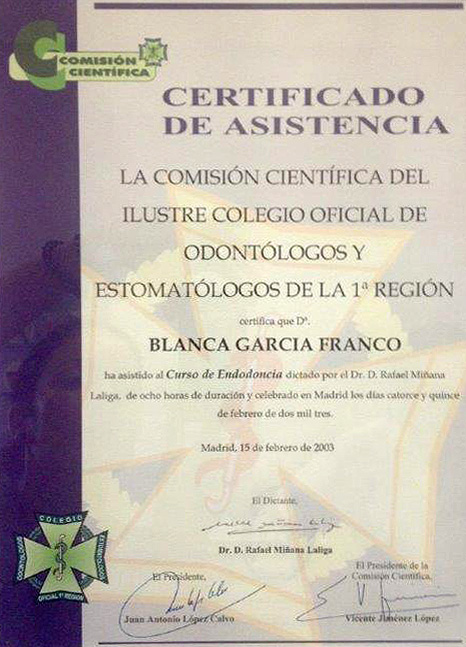 COMISIÓN
CIENTÍFICA
CERTIFICADO
DE ASISTENCIA
LA COMISIÓN CIENTÍFICA DEL
ILUSTRE COLEGIO OFICIAL DE
ODONTÓLOGOS Y
ESTOMATÓLOGOS DE LA 1ª REGIÓN
certifica que Dª.
BLANCA GARCIA FRANCO
ha asistido al Curso de Endodoncia dictado por el Dr. D. Rafael Miñana
Laliga, de ocho horas de duración y celebrado en Madrid los días catorce y quince
de febrero de dos mil tres.
Madrid, 15 de febrero de 2003
El Dictante,
Dr. D. Rafael Miñana Laliga
El Presidente,
Juan Antonio López Calvo
El Presidente de la
Comisión Científica,
Vicente Jiménez López
COLEGIO
ODONTÓLOGOS
ESTOMATÓLOGOS
OFICIAL 1ª REGIÓN